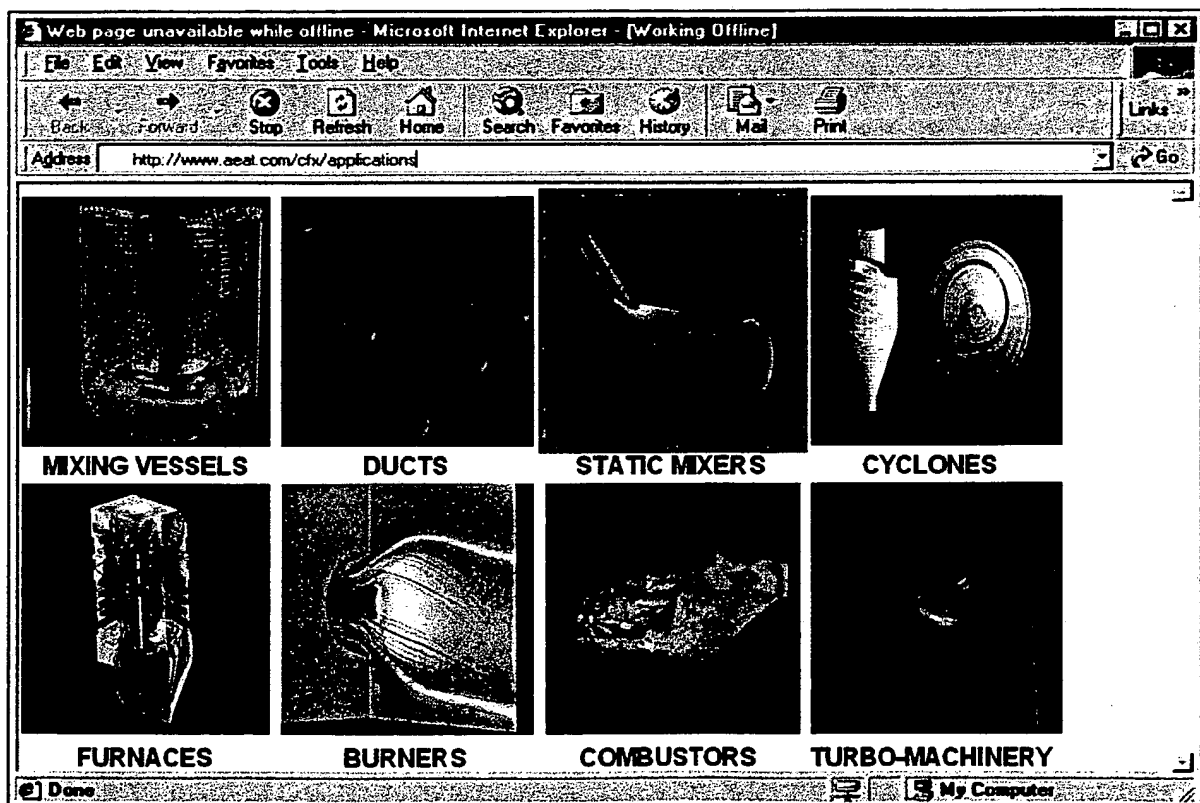 Web page unavailable while offline - Microsoft Internet Explorer - [Working Offline]
File Edit View Favorites Tools Help
Back Forward Stop Refresh Home Search Favorites History Mail Print Links »
Address http://www.aeat.com/cfx/applications Go
MIXING VESSELS DUCTS STATIC MIXERS CYCLONES
FURNACES BURNERS COMBUSTORS TURBO-MACHINERY
Done My Computer